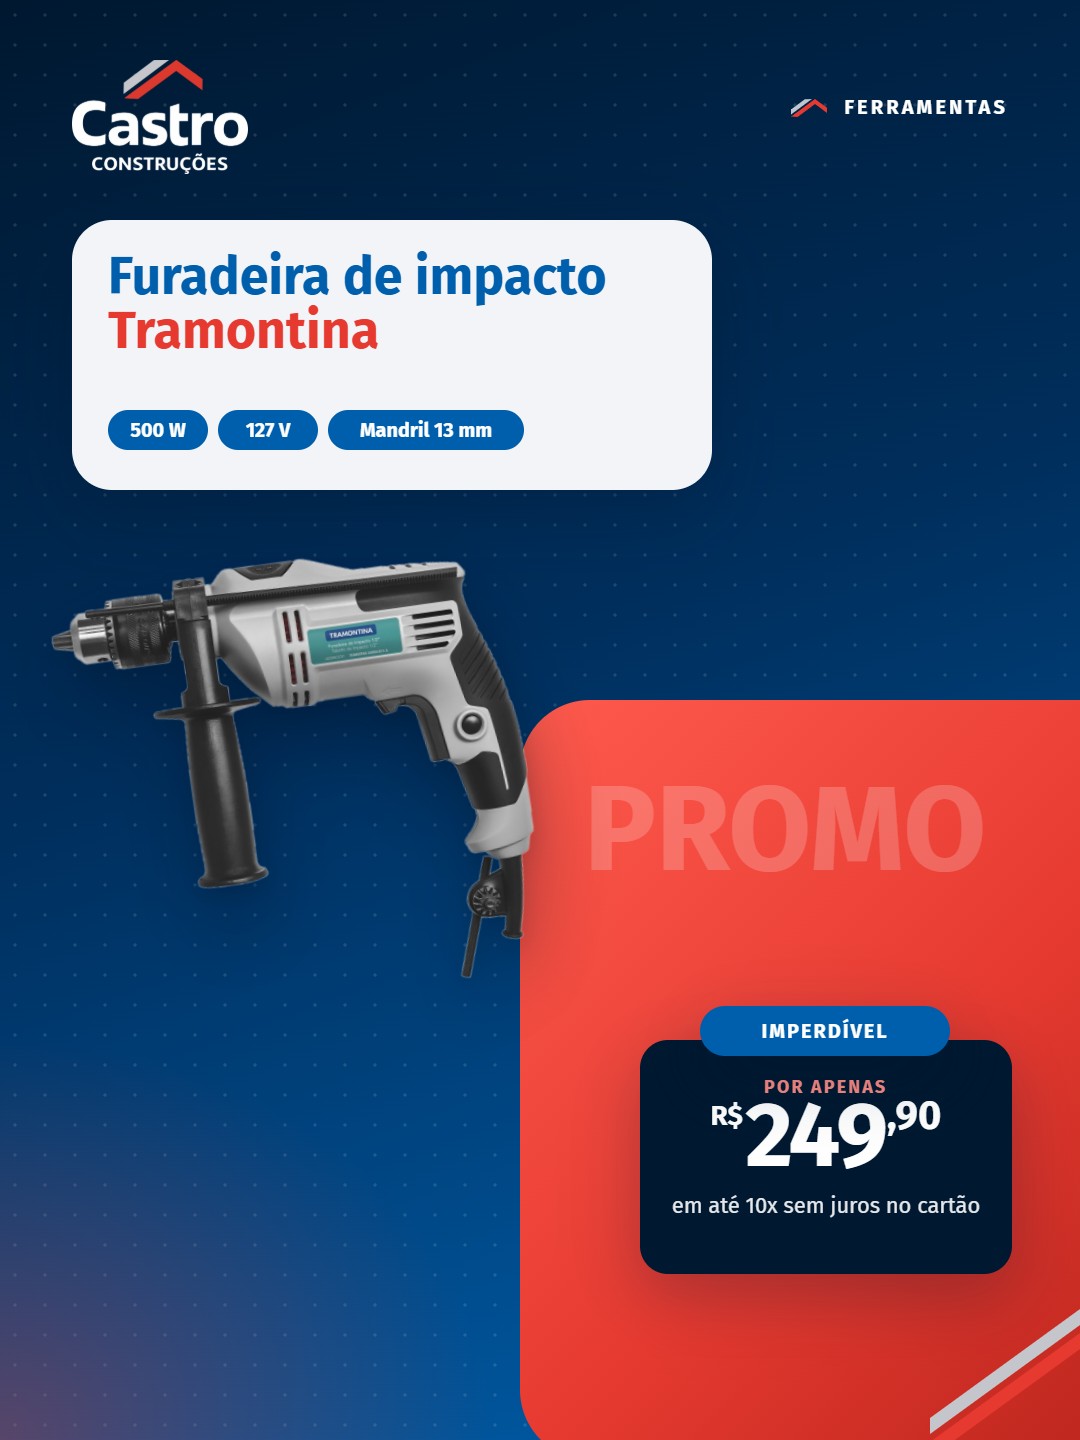 Castro
CONSTRUÇÕES
FERRAMENTAS
Furadeira de impacto
Tramontina
500 W
127 V
Mandril 13 mm
TRAMONTINA
PROMO
IMPERDÍVEL
POR APENAS
R$249,90
em até 10x sem juros no cartão